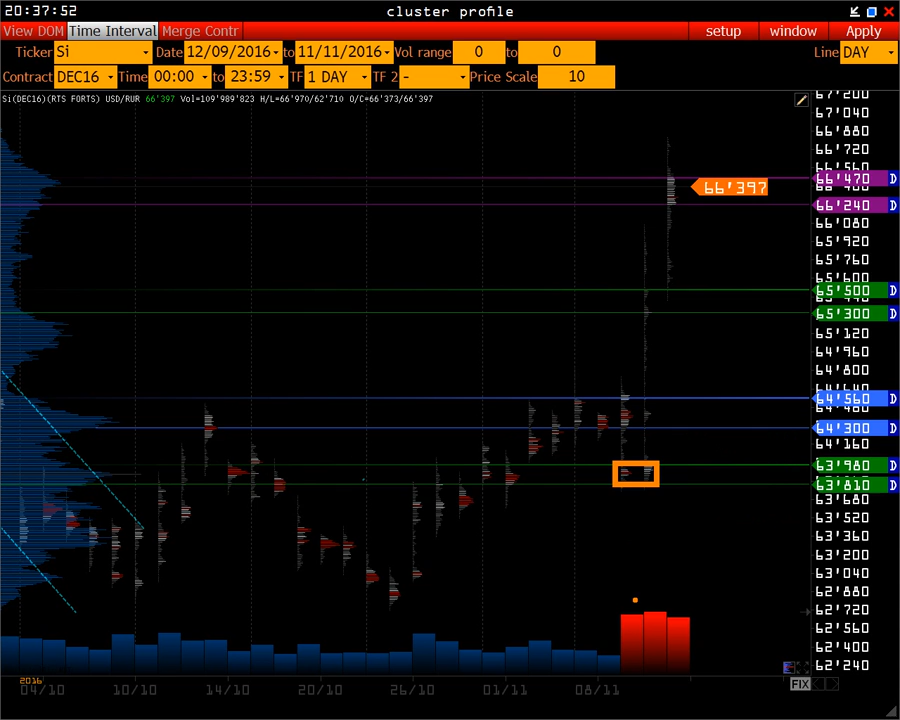 20:37:52 cluster profile
View DOM Time Interval Merge Contr setup window Apply
Ticker Si Date 12/09/2016 to 11/11/2016 Vol range 0 to 0 Line DAY
Contract DEC16 Time 00:00 to 23:59 TF 1 DAY TF 2 - Price Scale 10
Si(DEC16)(RTS FORTS) USD/RUR 66'397 Vol=109'989'823 H/L=66'970/62'710 O/C=66'373/66'397
67'200
67'040
66'880
66'720
66'560
66'470 D
66'397
66'240 D
66'080
65'920
65'760
65'600
65'500 D
65'300 D
65'120
64'960
64'800
64'640
64'560 D
64'480
64'300 D
64'160
63'980 D
63'810 D
63'680
63'520
63'360
63'200
63'040
62'880
62'720
62'560
62'400
62'240
2016
04/10 10/10 14/10 20/10 26/10 01/11 08/11
FIX